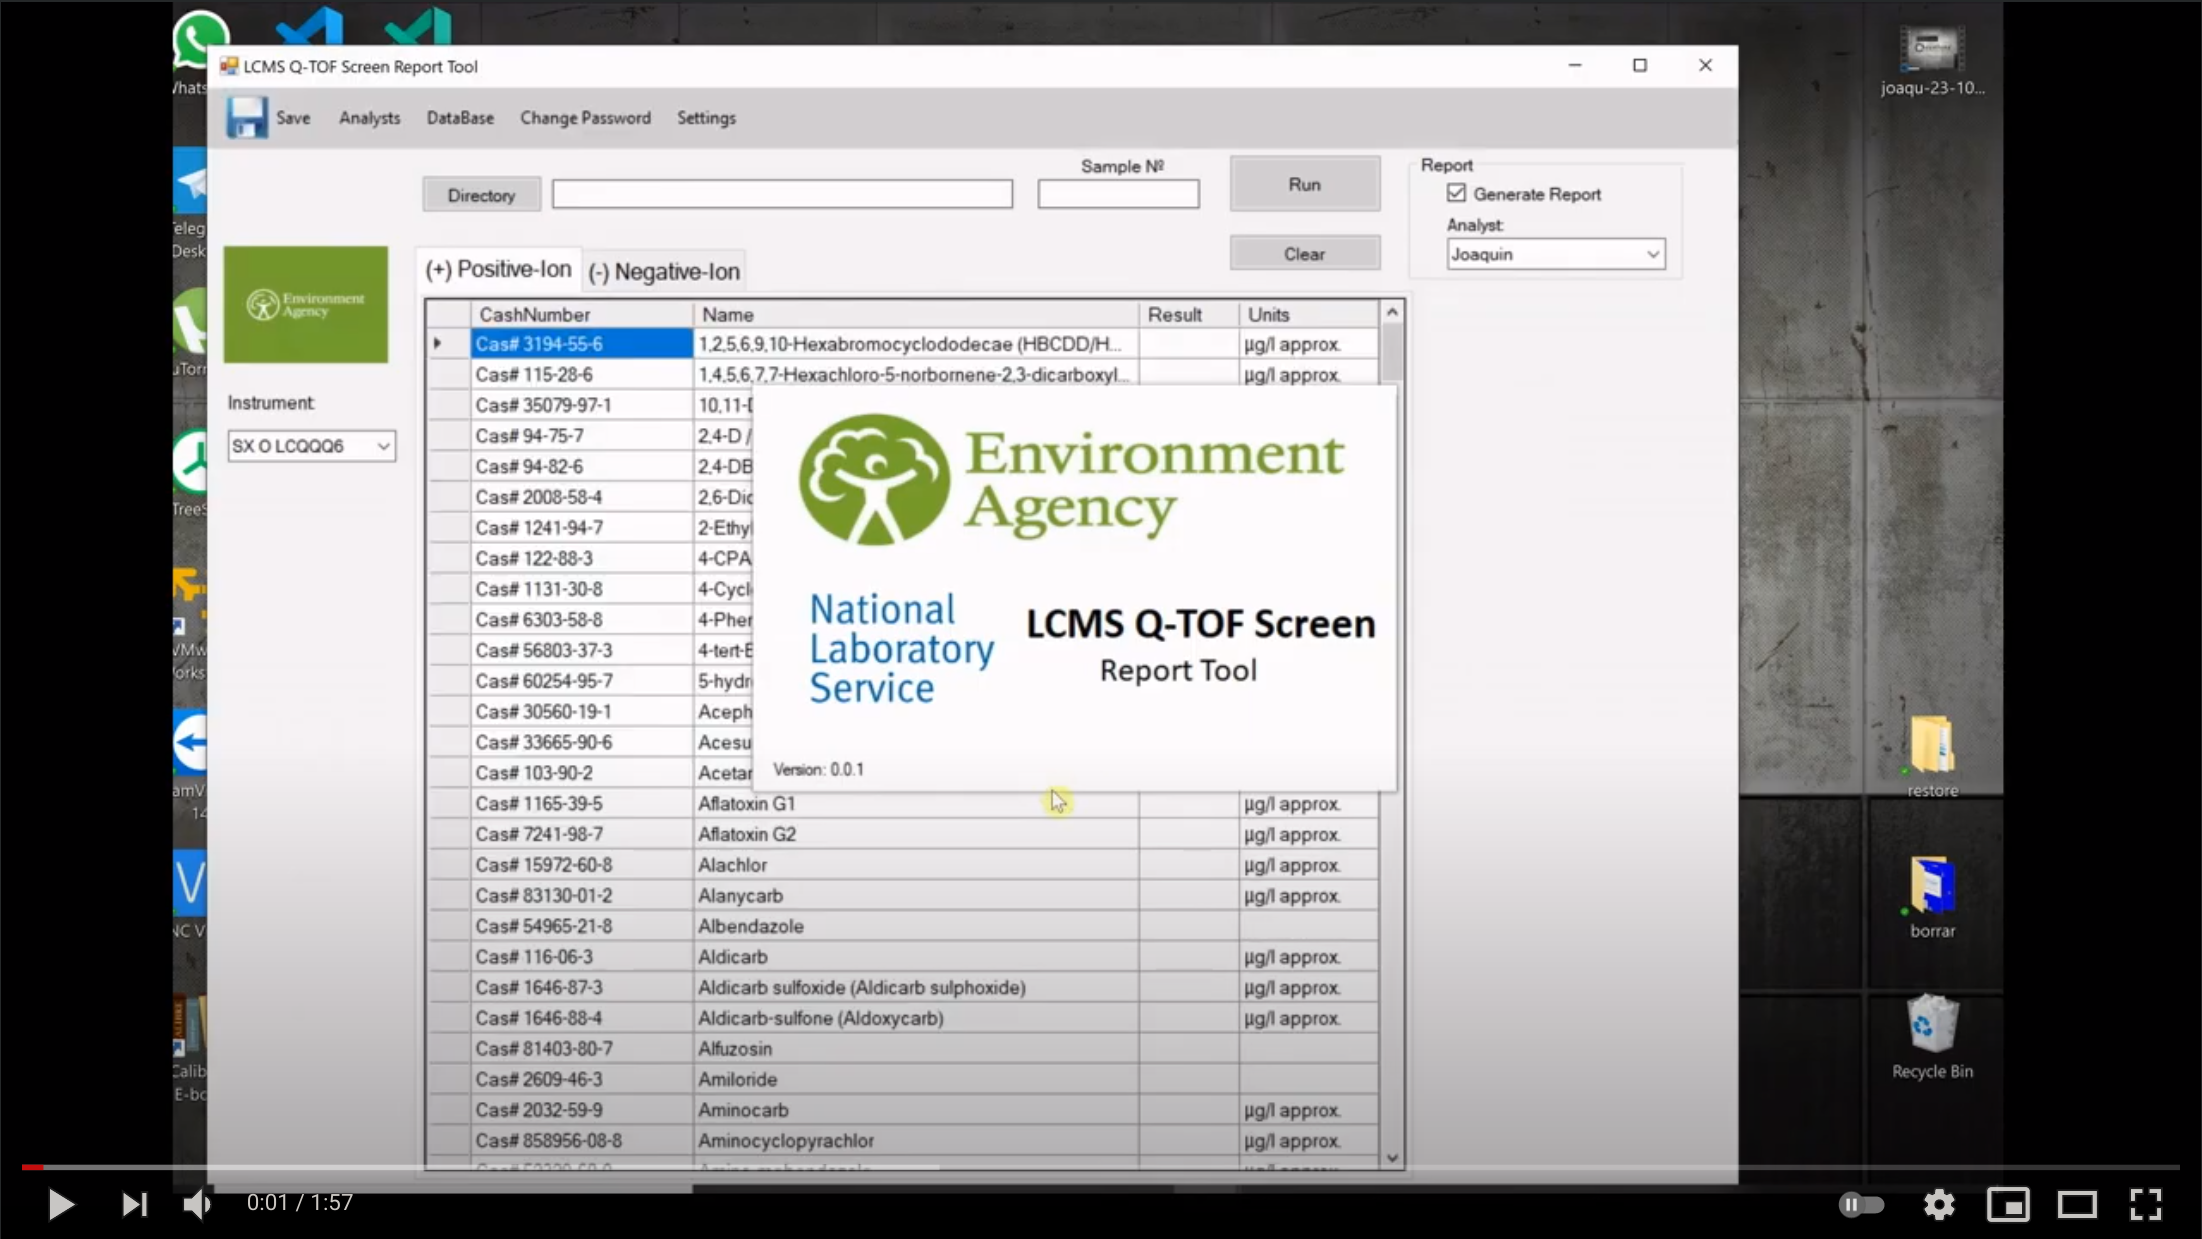 Whats
joaqu-23-10...
LCMS Q-TOF Screen Report Tool
Save Analysts DataBase Change Password Settings
Teleg
Desk
Directory
Sample Nº
Run
Clear
Report
Generate Report
Analyst:
Joaquin
Environment
Agency
Instrument:
SX O LCQQQ6
(+) Positive-Ion (-) Negative-Ion
CashNumber Name Result Units
Cas# 3194-55-6 1,2,5,6,9,10-Hexabromocyclododecae (HBCDD/H... µg/l approx.
Cas# 115-28-6 1,4,5,6,7,7-Hexachloro-5-norbornene-2,3-dicarboxyl... µg/l approx.
Cas# 35079-97-1 10,11-D
Cas# 94-75-7 2,4-D /
Cas# 94-82-6 2,4-DB
Cas# 2008-58-4 2,6-Dic
Cas# 1241-94-7 2-Ethyl
Cas# 122-88-3 4-CPA
Cas# 1131-30-8 4-Cycl
Cas# 6303-58-8 4-Phen
Cas# 56803-37-3 4-tert-B
Cas# 60254-95-7 5-hydr
Cas# 30560-19-1 Aceph
Cas# 33665-90-6 Acesu
Cas# 103-90-2 Acetar
Cas# 1165-39-5 Aflatoxin G1 µg/l approx.
Cas# 7241-98-7 Aflatoxin G2 µg/l approx.
Cas# 15972-60-8 Alachlor µg/l approx.
Cas# 83130-01-2 Alanycarb µg/l approx.
Cas# 54965-21-8 Albendazole
Cas# 116-06-3 Aldicarb µg/l approx.
Cas# 1646-87-3 Aldicarb sulfoxide (Aldicarb sulphoxide) µg/l approx.
Cas# 1646-88-4 Aldicarb-sulfone (Aldoxycarb) µg/l approx.
Cas# 81403-80-7 Alfuzosin
Cas# 2609-46-3 Amiloride
Cas# 2032-59-9 Aminocarb µg/l approx.
Cas# 858956-08-8 Aminocyclopyrachlor µg/l approx.
Environment
Agency
National
Laboratory
Service
LCMS Q-TOF Screen
Report Tool
Version: 0.0.1
uTorr
TreeS
VMw
orks
amV
14
NC V
Calib
E-bo
restore
borrar
Recycle Bin
0:01 / 1:57